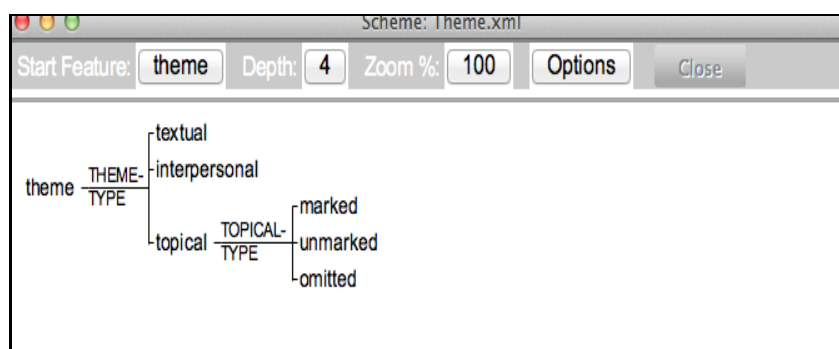 Scheme: Theme.xml
Start Feature: theme Depth: 4 Zoom %: 100 Options Close
textual
theme THEME-TYPE interpersonal
topical TOPICAL-TYPE marked
unmarked
omitted